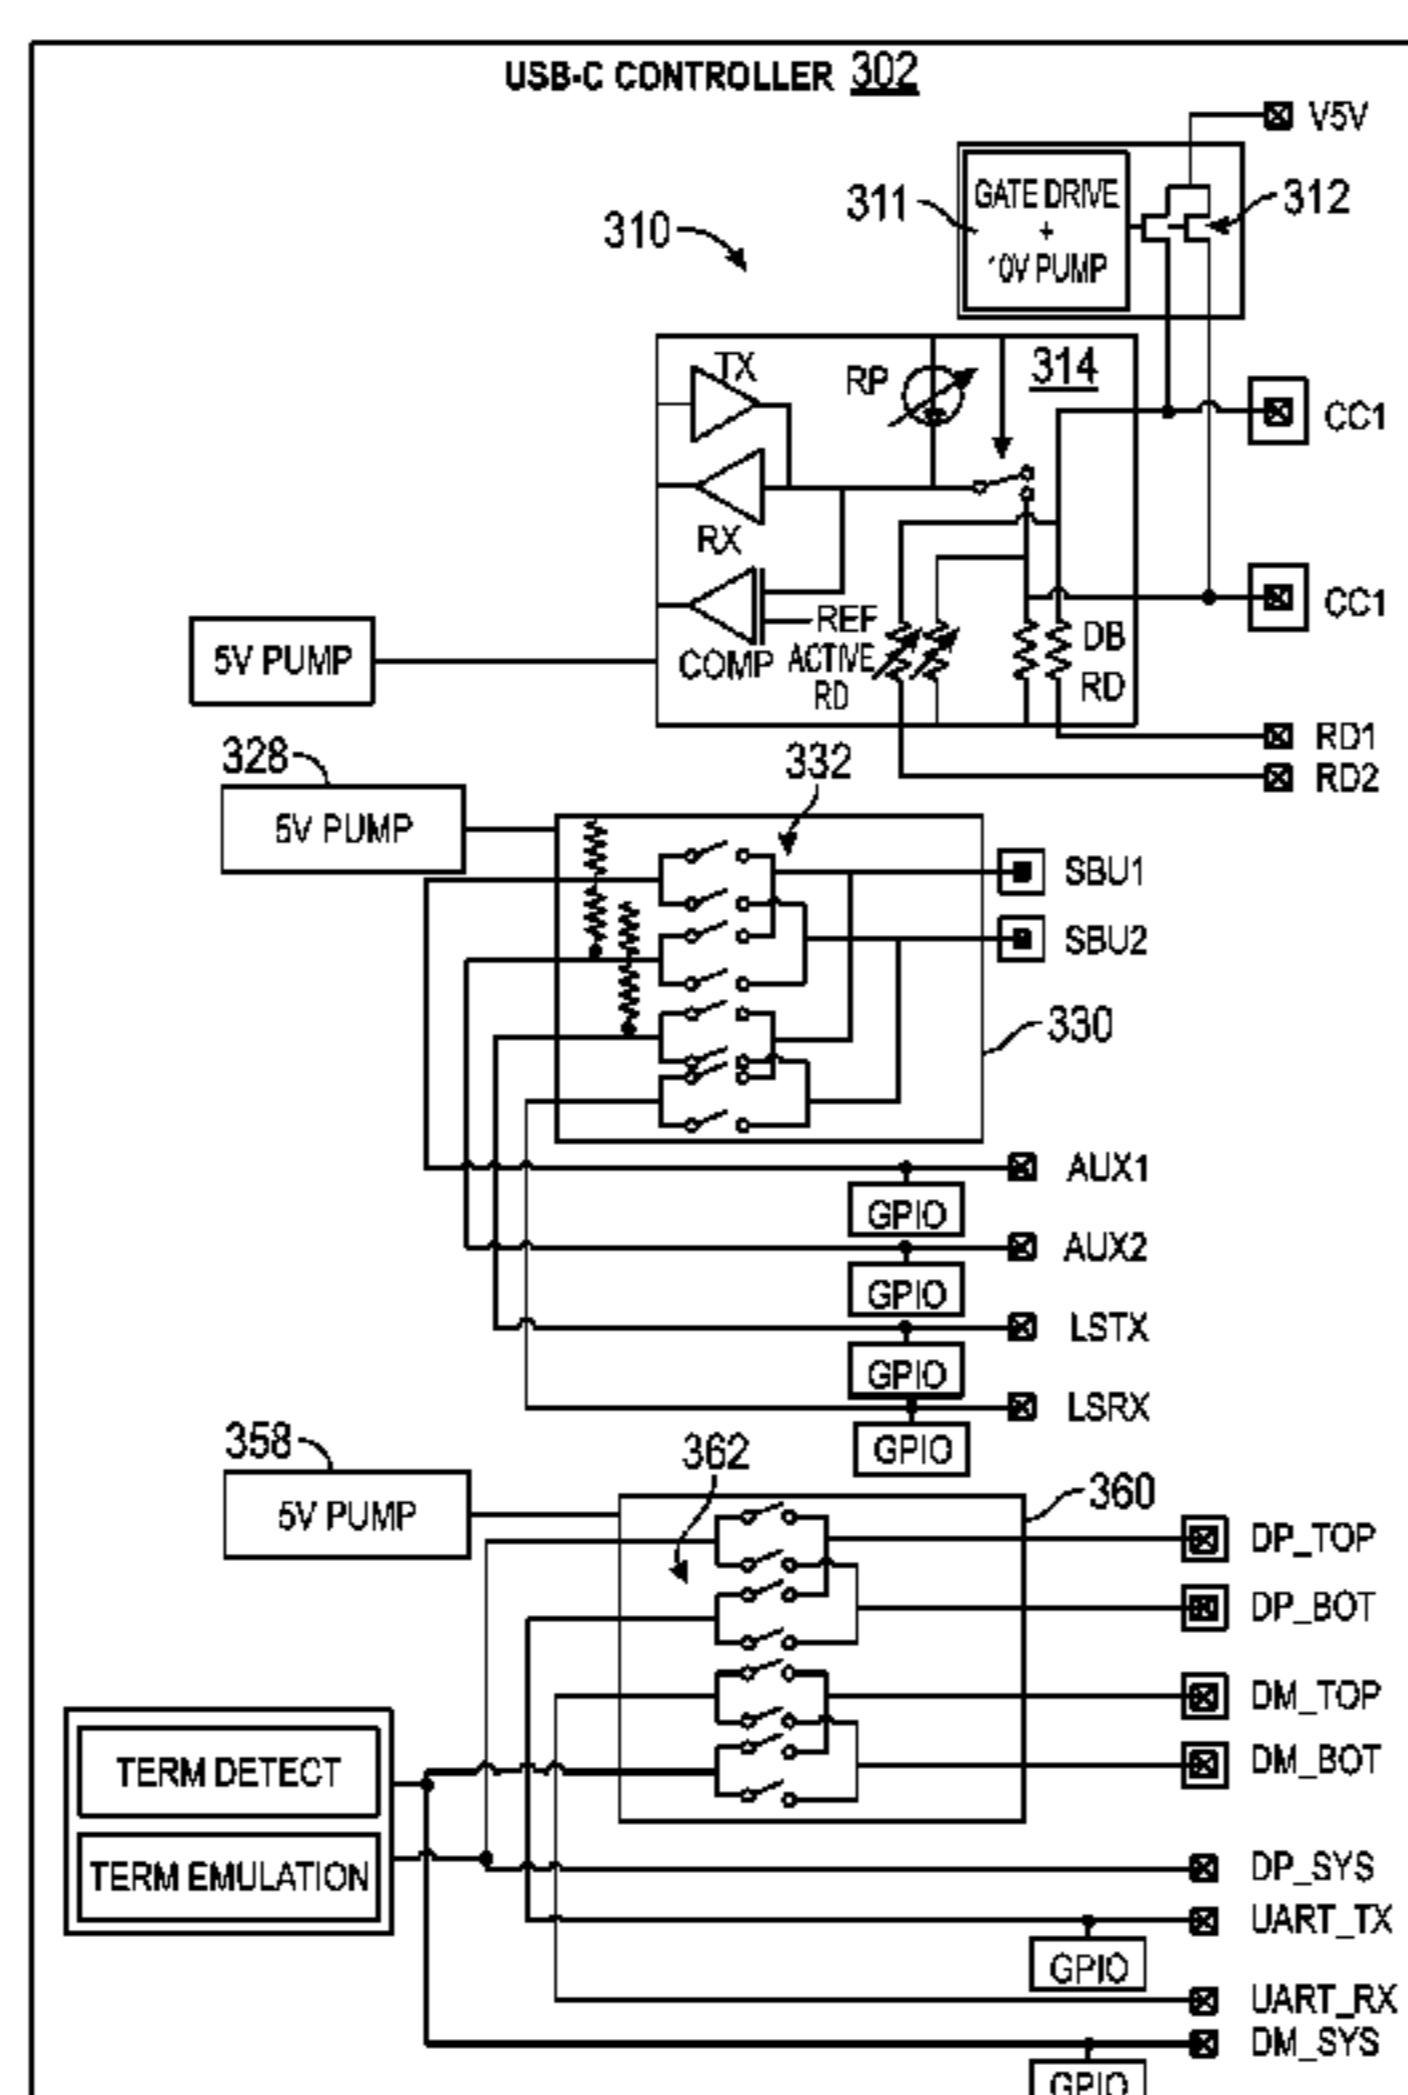 USB-C CONTROLLER 302
V5V
311
GATE DRIVE
+
10V PUMP
312
310
TX
RP
314
CC1
RX
REF
COMP
ACTIVE
RD
DB
RD
CC1
5V PUMP
RD1
RD2
328
5V PUMP
332
SBU1
SBU2
330
AUX1
GPIO
AUX2
GPIO
LSTX
GPIO
LSRX
GPIO
358
5V PUMP
362
360
DP_TOP
DP_BOT
DM_TOP
DM_BOT
TERM DETECT
TERM EMULATION
DP_SYS
UART_TX
GPIO
UART_RX
DM_SYS
GPIO